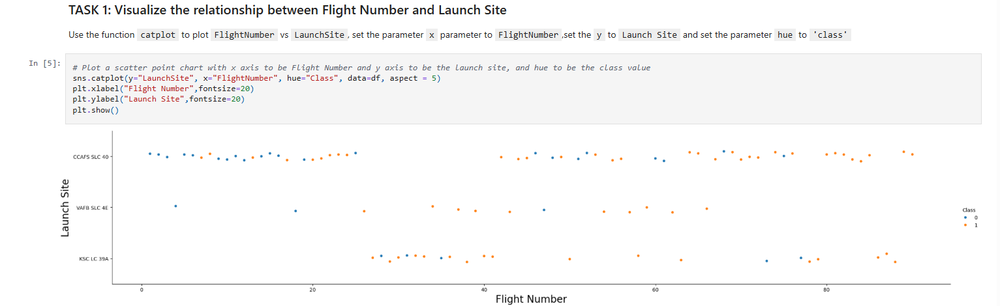 TASK 1: Visualize the relationship between Flight Number and Launch Site
Use the function catplot to plot FlightNumber vs LaunchSite , set the parameter x parameter to FlightNumber ,set the y to Launch Site and set the parameter hue to 'class'
In [5]:
# Plot a scatter point chart with x axis to be Flight Number and y axis to be the launch site, and hue to be the class value
sns.catplot(y="LaunchSite", x="FlightNumber", hue="Class", data=df, aspect = 5)
plt.xlabel("Flight Number",fontsize=20)
plt.ylabel("Launch Site",fontsize=20)
plt.show()
CCAFS SLC 40
VAFB SLC 4E
KSC LC 39A
Launch Site
Class
0
1
0 20 40 60 80
Flight Number